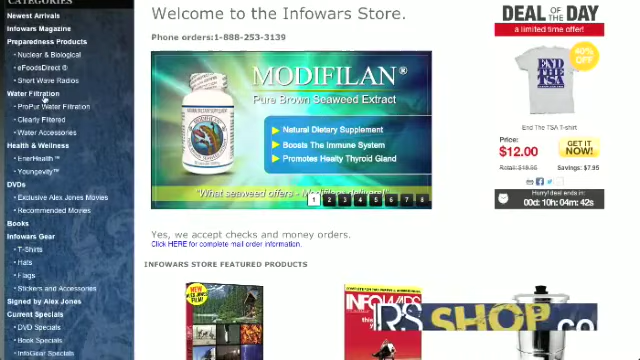 CATEGORIES
Newest Arrivals
Infowars Magazine
Preparedness Products
Nuclear & Biological
eFoodsDirect ®
Short Wave Radios
Water Filtration
ProPur Water Filtration
Clearly Filtered
Water Accessories
Health & Wellness
EnerHealth™
Youngevity™
DVDs
Exclusive Alex Jones Movies
Recommended Movies
Books
Infowars Gear
T-Shirts
Hats
Flags
Stickers and Accessories
Signed by Alex Jones
Current Specials
DVD Specials
Book Specials
InfoGear Specials
Welcome to the Infowars Store.
Phone orders:1-888-253-3139
MODIFILAN®
Pure Brown Seaweed Extract
Natural Dietary Supplement
Boosts The Immune System
Promotes Healty Thyroid Gland
"What seaweed offers - Modifilan delivers!"
1 2 3 4 5 6 7 8
Yes, we accept checks and money orders.
Click HERE for complete mail order information.
INFOWARS STORE FEATURED PRODUCTS
INFOWARS
RSSHOP.CO
DEAL OF THE DAY
a limited time offer!
40% OFF
END THE TSA
End The TSA T-shirt
Price:
$12.00
GET IT NOW!
Retail: $19.95
Savings: $7.95
Hurry! deal ends in:
00d: 10h: 04m: 42s